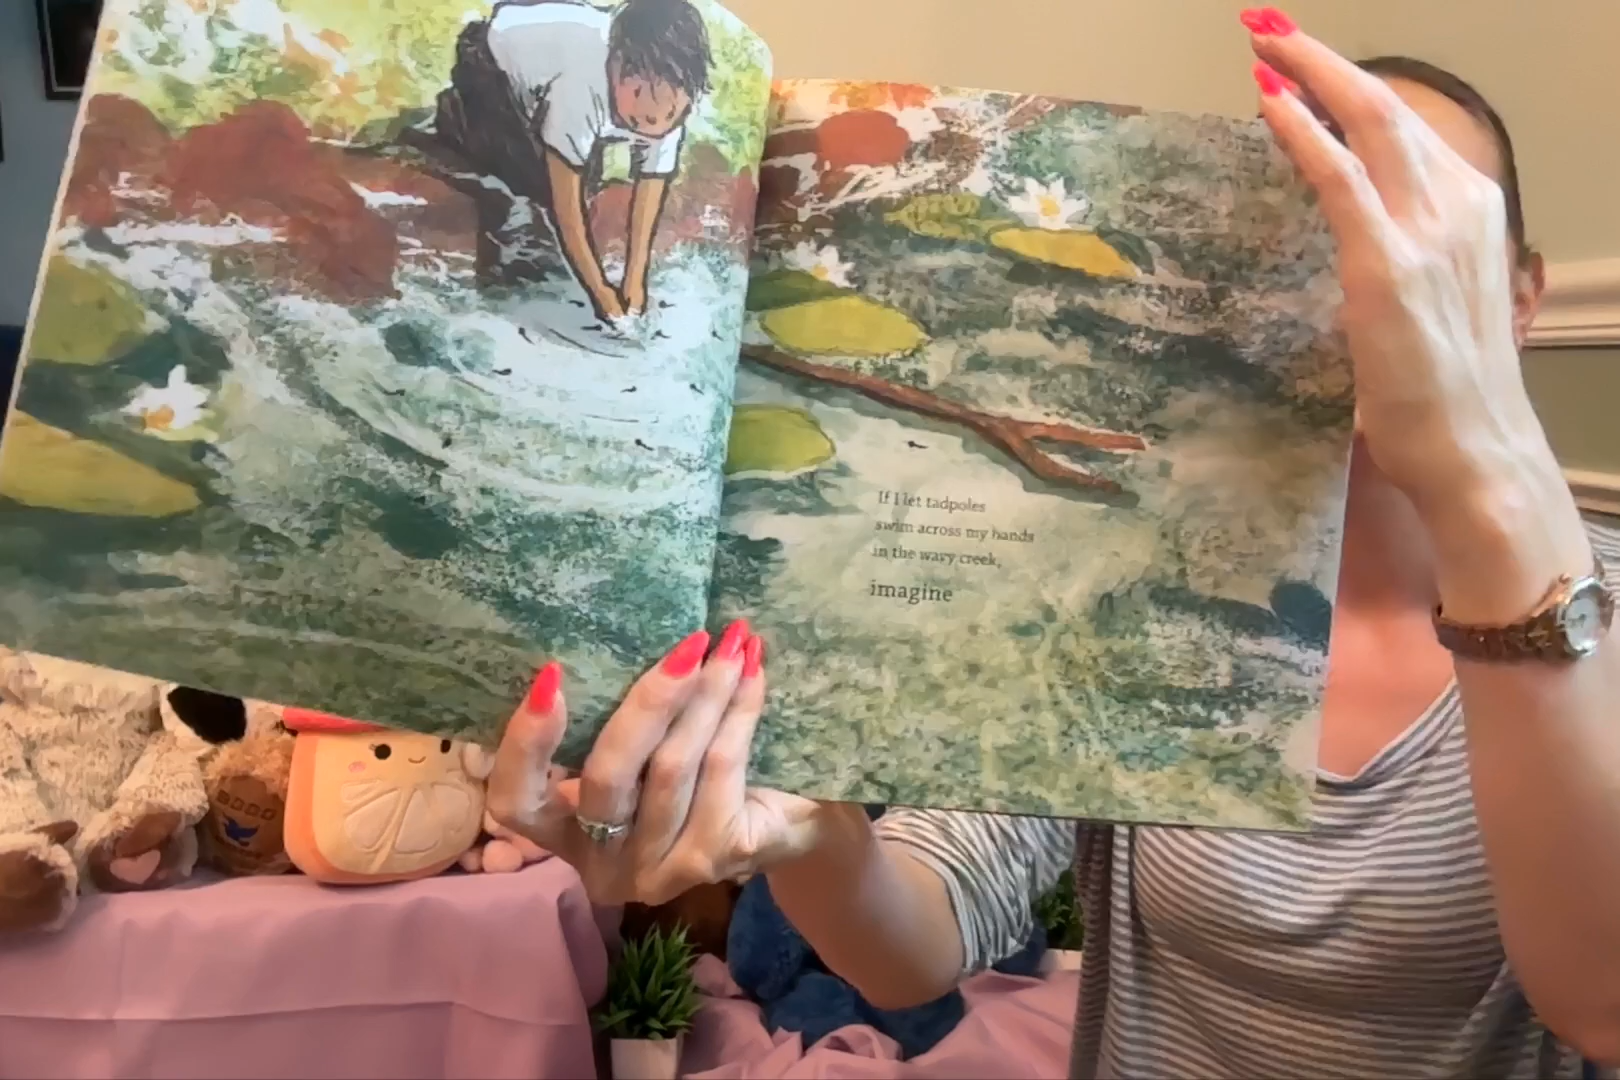 If I let tadpoles
swim across my hands
in the wavy creek,
imagine